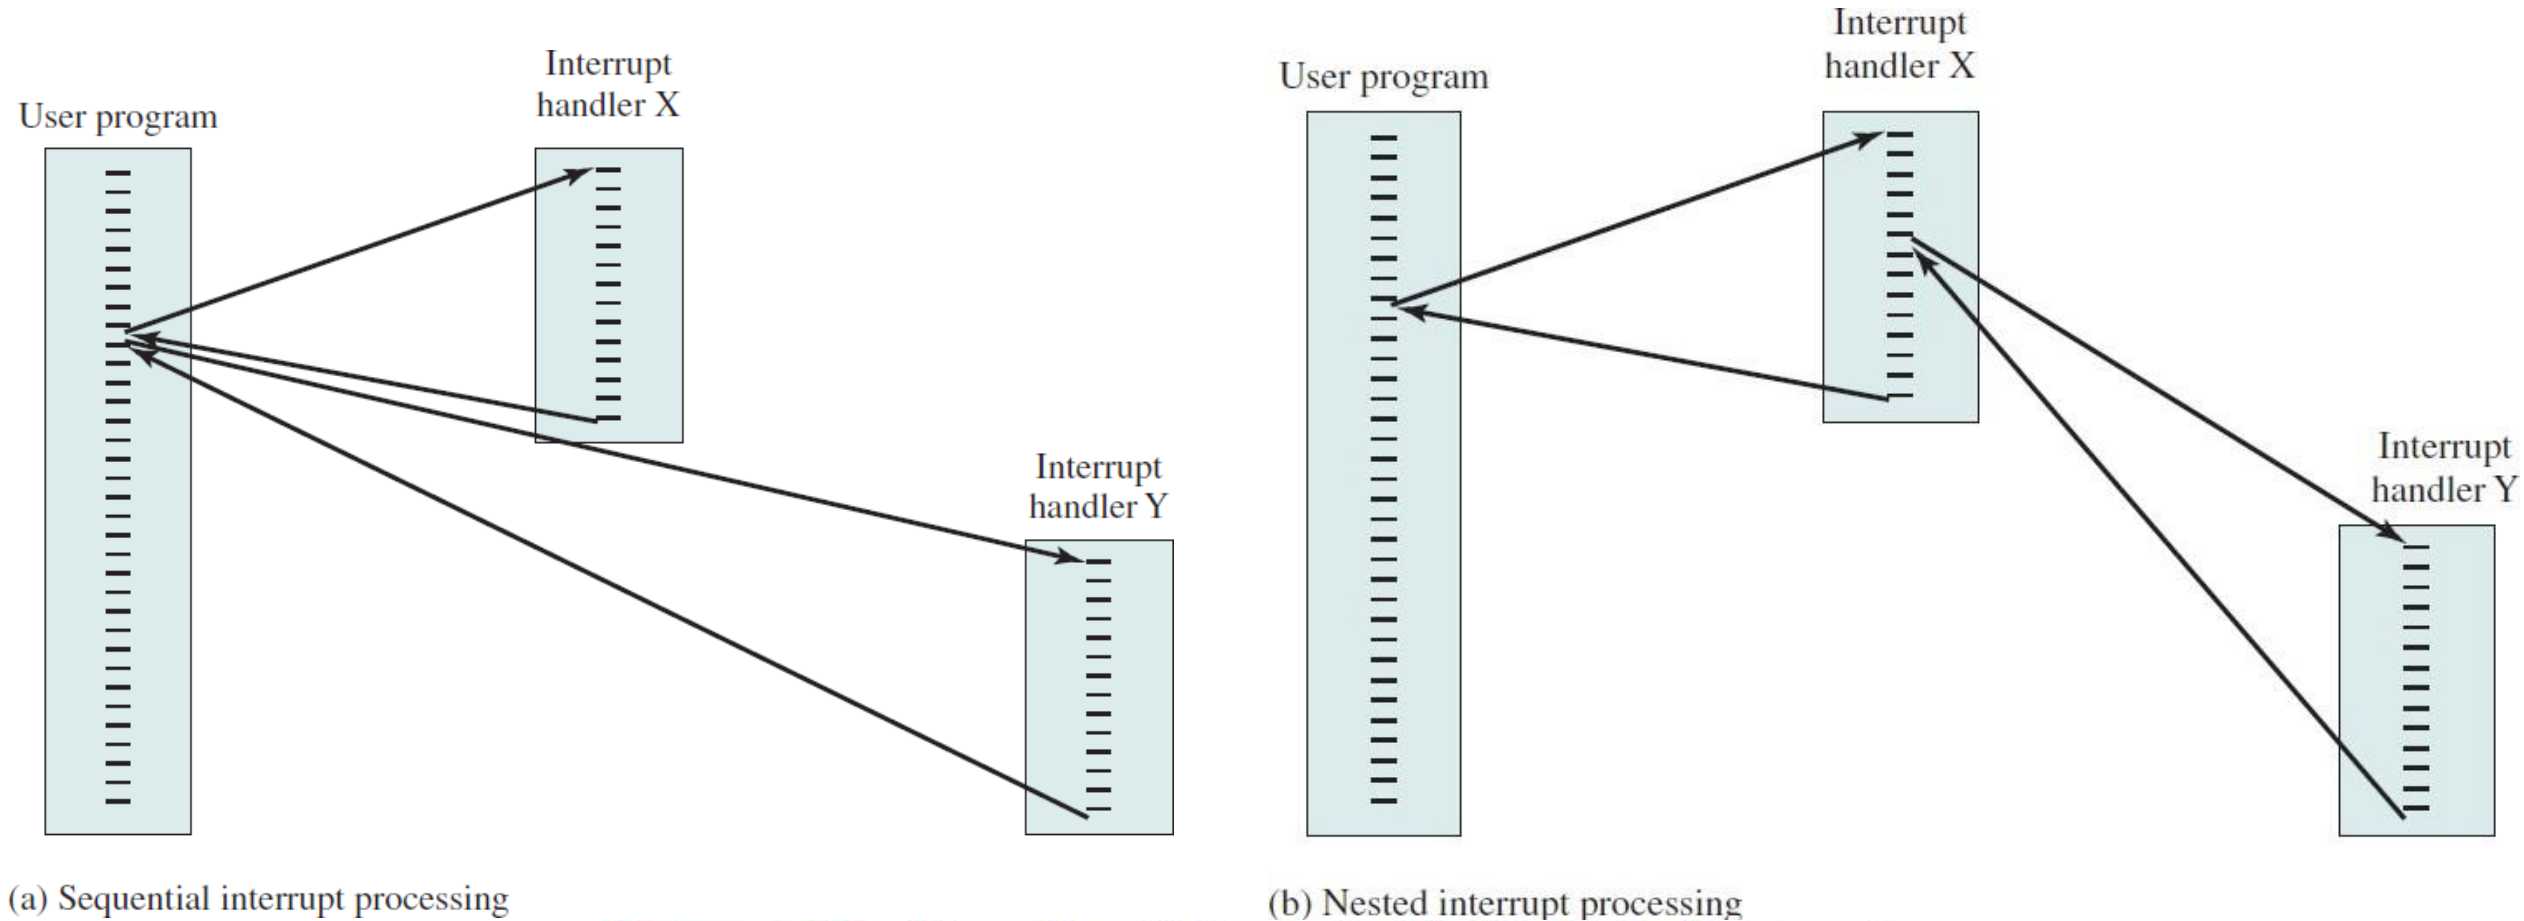 User program
Interrupt
handler X
Interrupt
handler Y
(a) Sequential interrupt processing
User program
Interrupt
handler X
Interrupt
handler Y
(b) Nested interrupt processing